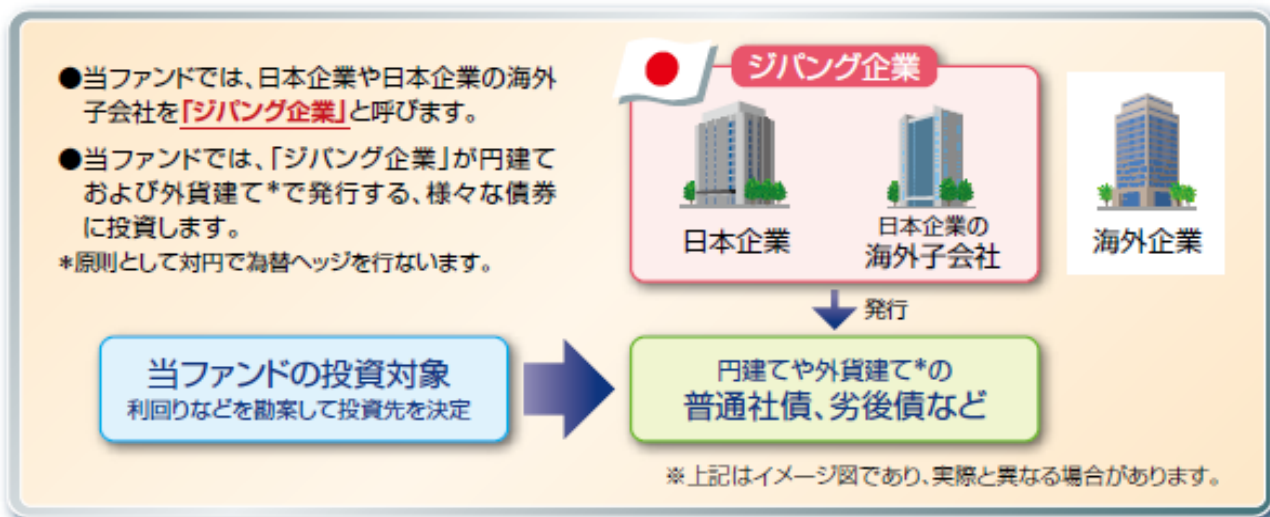 ●当ファンドでは、日本企業や日本企業の海外
子会社を「ジパング企業」と呼びます。
●当ファンドでは、「ジパング企業」が円建て
および外貨建て*で発行する、様々な債券
に投資します。
*原則として対円で為替ヘッジを行ないます。
ジパング企業
日本企業
日本企業の
海外子会社
海外企業
発行
当ファンドの投資対象
利回りなどを勘案して投資先を決定
円建てや外貨建て*の
普通社債、劣後債など
※上記はイメージ図であり、実際と異なる場合があります。